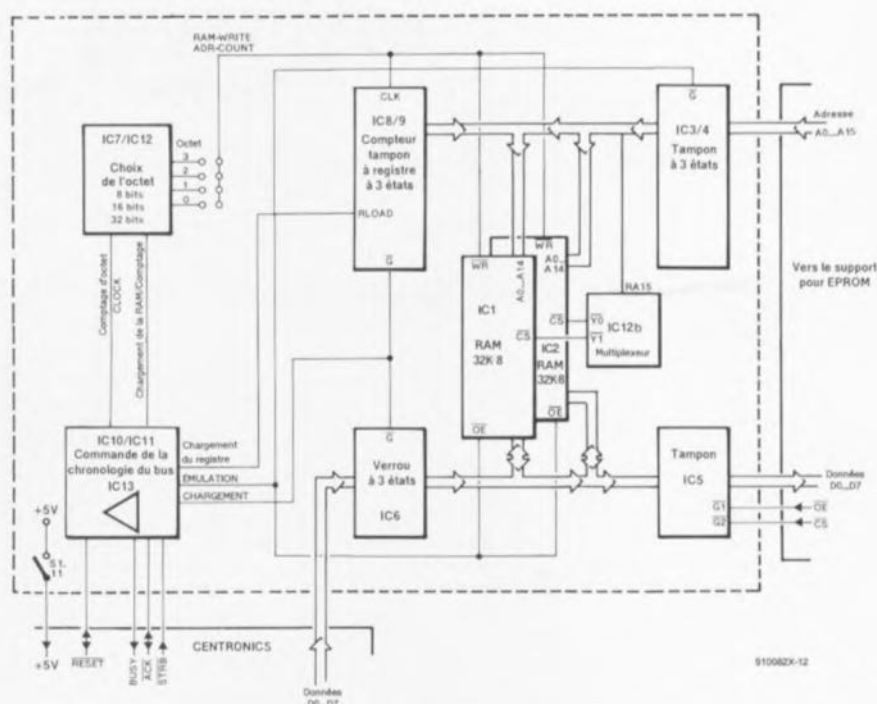 RAM-WRITE
ADR-COUNT
CLK
IC8/9
Compteur
tampon
à registre
à 3 états
RLOAD
G
G
IC3/4
Tampon
à 3 états
Adresse
A0...A15
IC7/IC12
Choix
de l'octet
8 bits
16 bits
32 bits
Octet
3
2
1
0
Comptage d'octet
CLOCK
Chargement de la RAM/Comptage
WR
A0...A14
IC1
RAM
32K8
CS
OE
WR
A0...
A14
CS
IC2
RAM
32K8
OE
RA15
Y0
Y1
IC12b
Multiplexeur
Vers le support
pour EPROM
IC10/IC11
Commande de la
chronologie du bus
IC13
Chargement
du registre
EMULATION
CHARGEMENT
G
Verrou
à 3 états
IC6
Tampon
IC5
G1
G2
Données
D0...D7
OE
CS
+5V
S1-
11
+5V
RESET
BUSY
ACK
STRB
CENTRONICS
Données
D0...D7
910082X-12